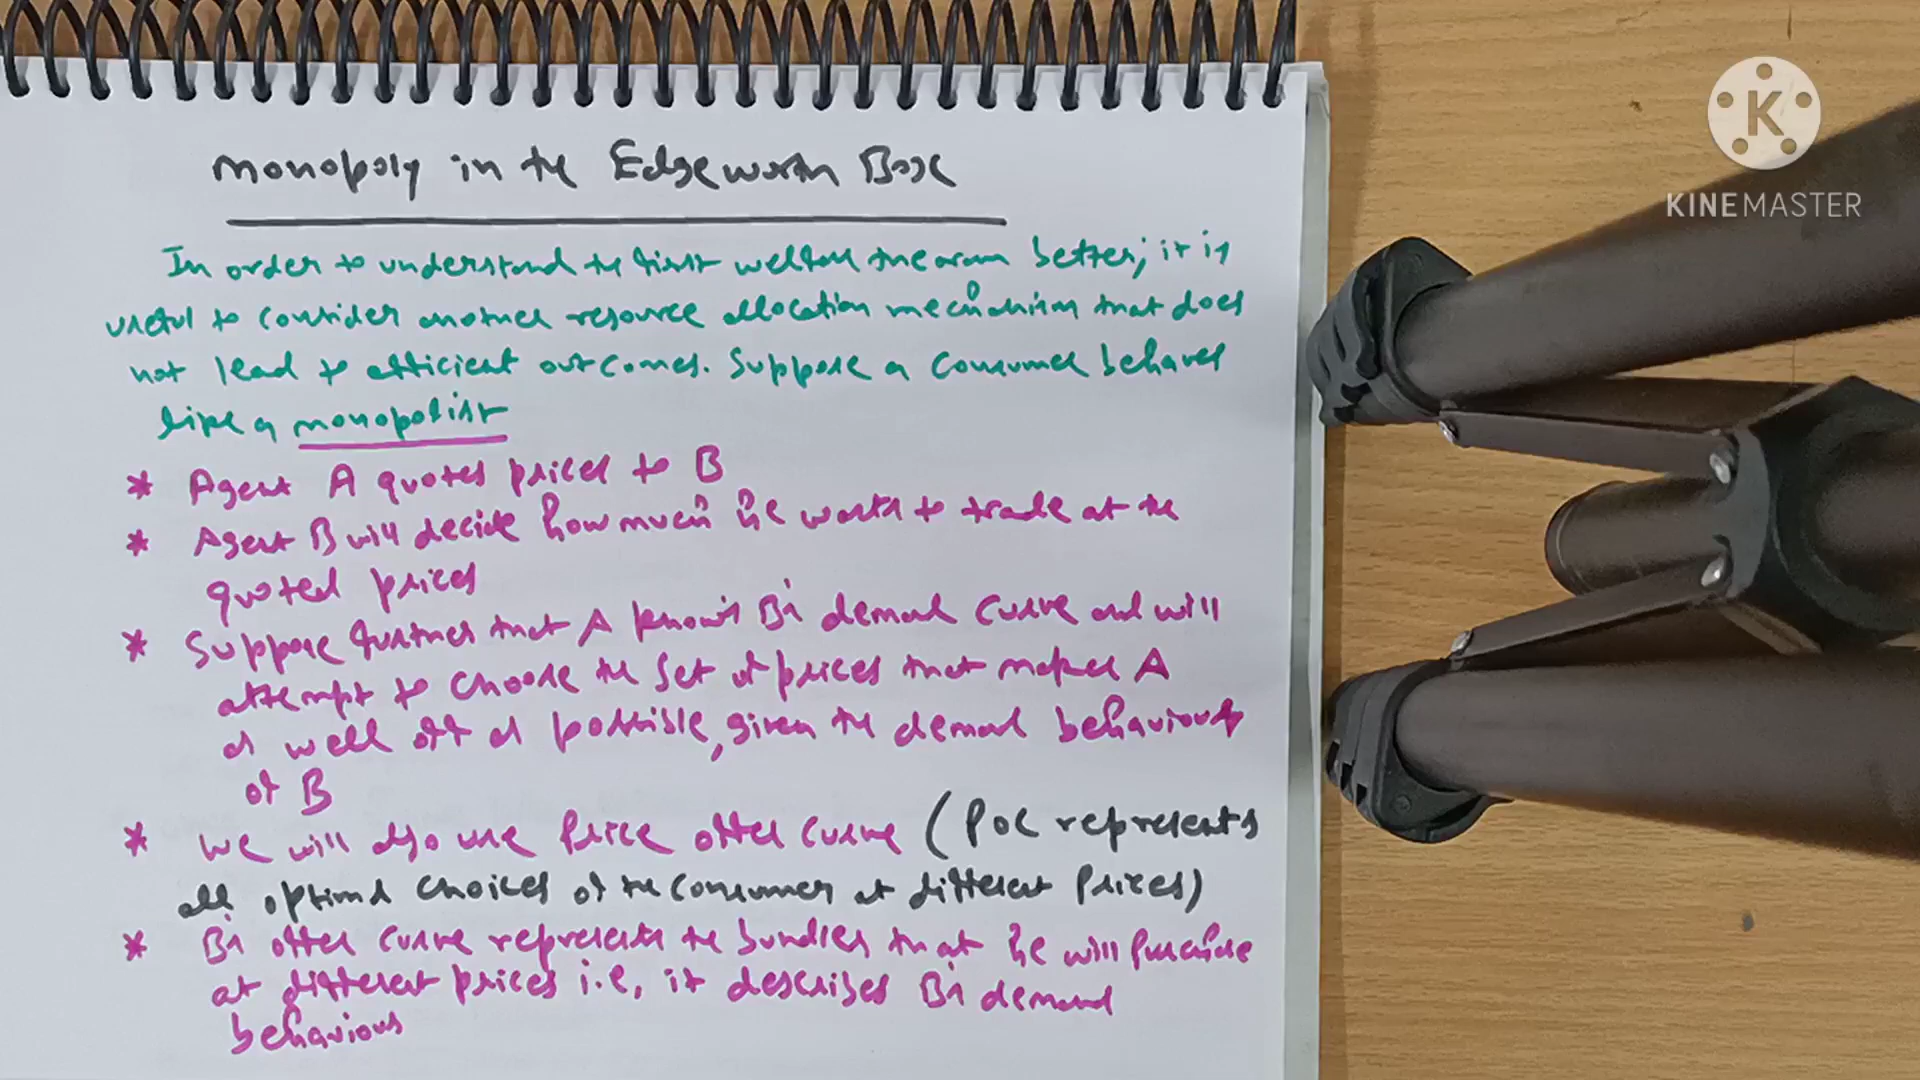 Monopoly in the Edgeworth Box
In order to understand the first welfare theorem better, it is
useful to consider another resource allocation mechanism that does
not lead to efficient outcomes. Suppose a consumer behaves
like a monopolist
* Agent A quotes prices to B
* Agent B will decide how much he wants to trade at the
quoted prices
* Suppose further that A knows B's demand curve and will
attempt to choose the set of prices that makes A
as well off as possible, given the demand behaviour
of B
* We will also use Price offer curve (POC represents
all optimal choices of the consumer at different Prices)
* B's offer curve represents the bundles that he will purchase
at different prices i.e, it describes B's demand
behaviour
K
KINEMASTER